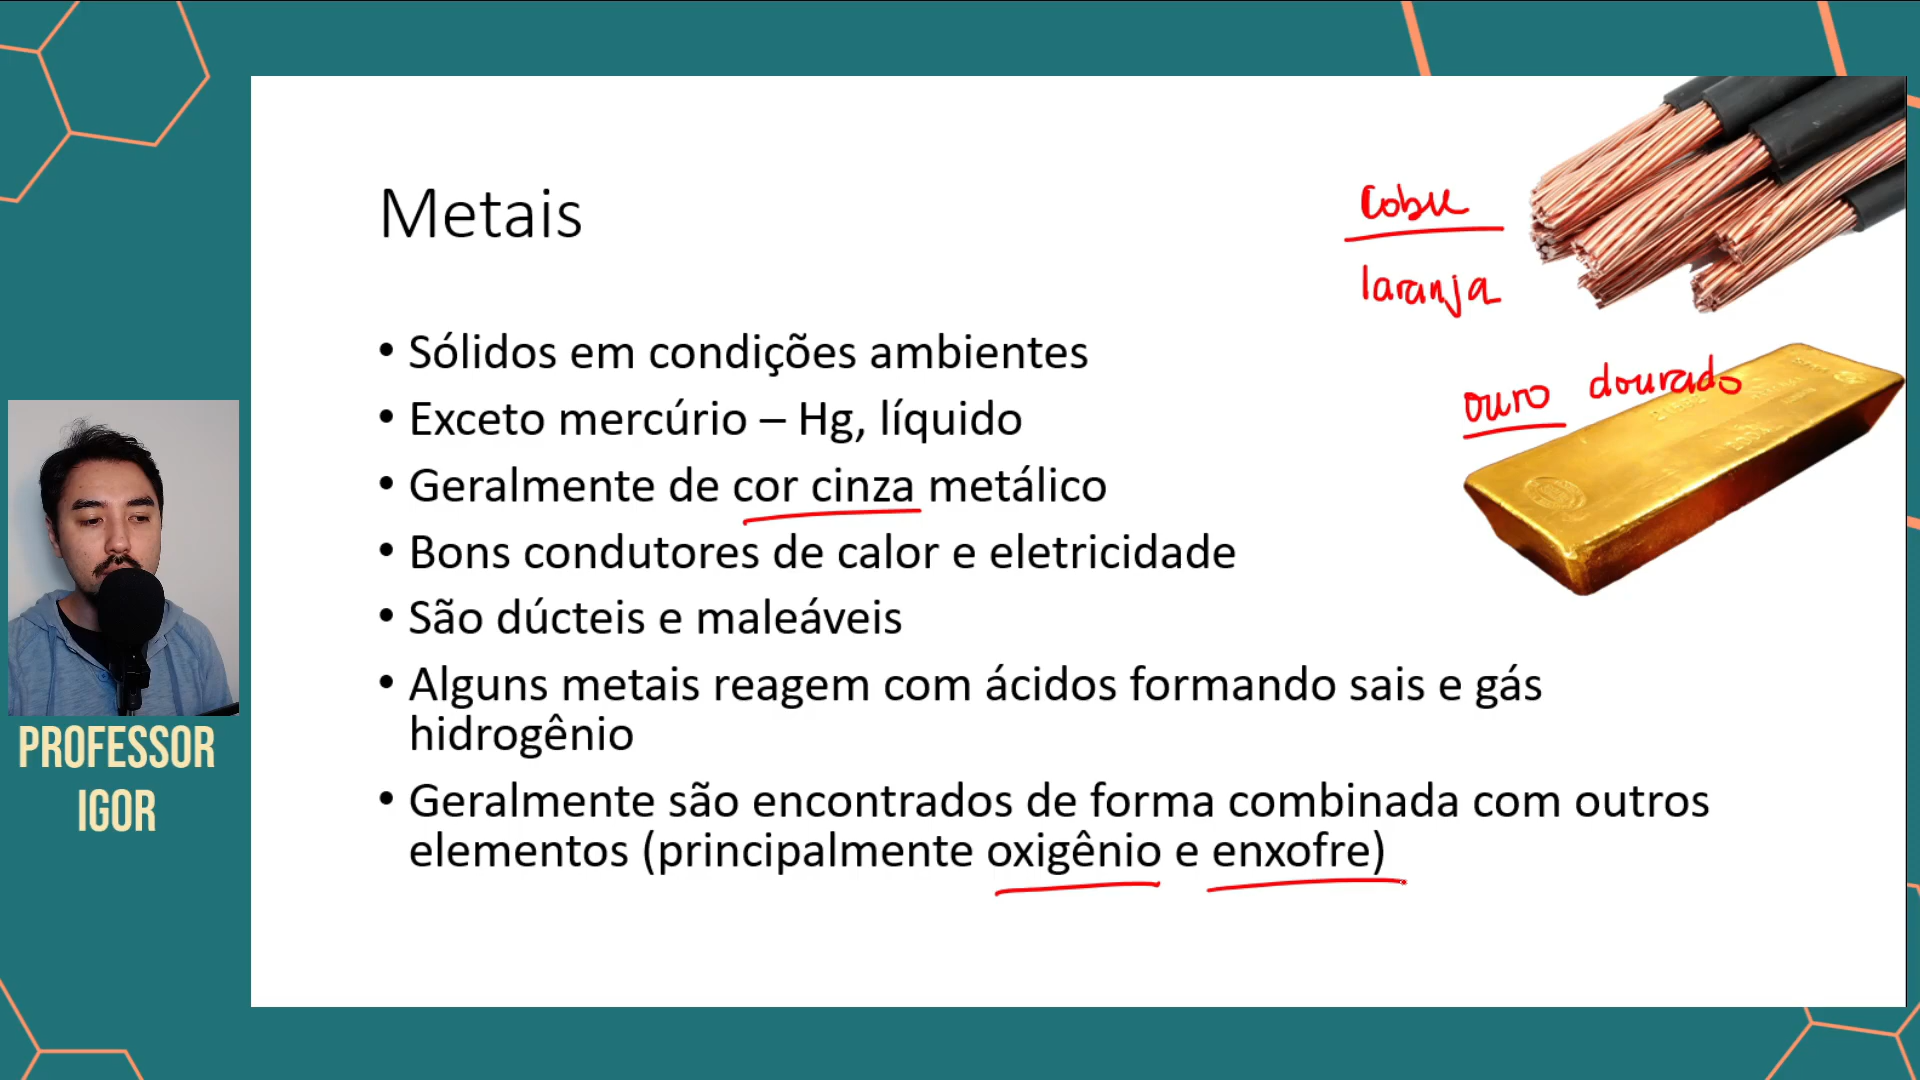 Metais
• Sólidos em condições ambientes
• Exceto mercúrio – Hg, líquido
• Geralmente de cor cinza metálico
• Bons condutores de calor e eletricidade
• São dúcteis e maleáveis
• Alguns metais reagem com ácidos formando sais e gás
hidrogênio
• Geralmente são encontrados de forma combinada com outros
elementos (principalmente oxigênio e enxofre)
Cobre
laranja
ouro dourado
PROFESSOR
IGOR